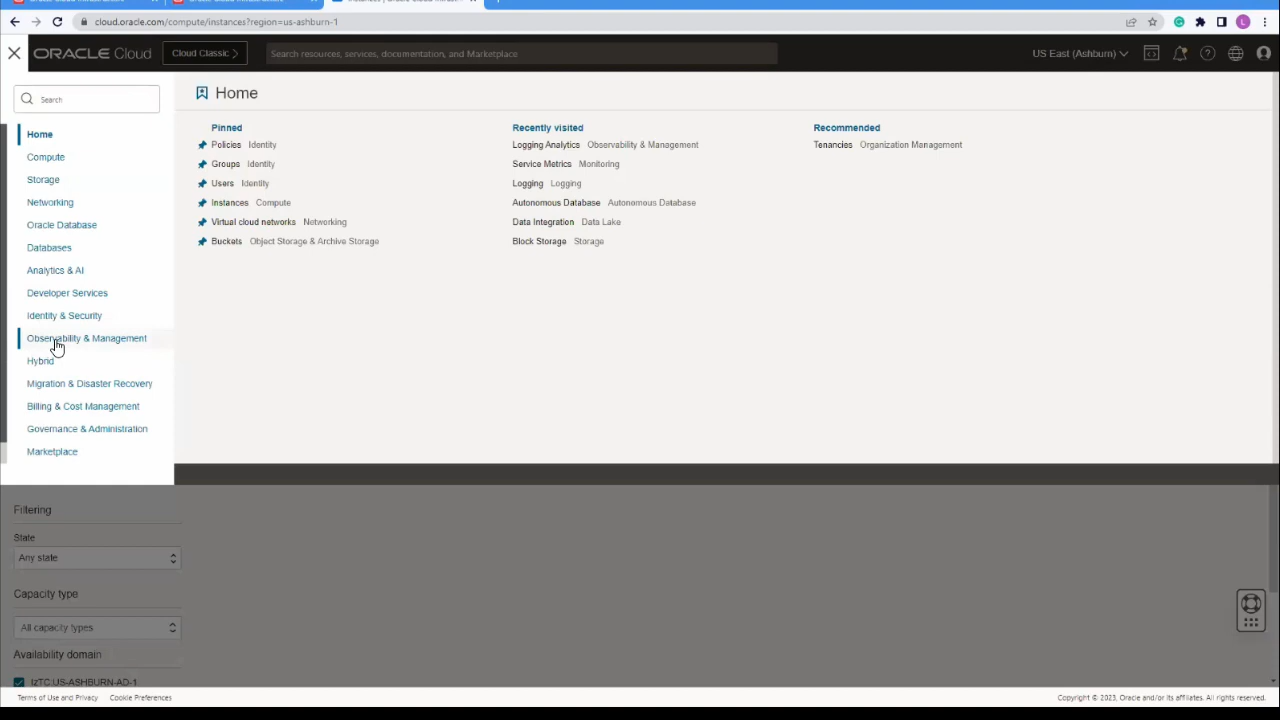 cloud.oracle.com/compute/instances?region=us-ashburn-1
L
ORACLE Cloud
Cloud Classic
Search resources, services, documentation, and Marketplace
US East (Ashburn)
Search
Home
Compute
Storage
Networking
Oracle Database
Databases
Analytics & AI
Developer Services
Identity & Security
Observability & Management
Hybrid
Migration & Disaster Recovery
Billing & Cost Management
Governance & Administration
Marketplace
Home
Pinned
Policies Identity
Groups Identity
Users Identity
Instances Compute
Virtual cloud networks Networking
Buckets Object Storage & Archive Storage
Recently visited
Logging Analytics Observability & Management
Service Metrics Monitoring
Logging Logging
Autonomous Database Autonomous Database
Data Integration Data Lake
Block Storage Storage
Recommended
Tenancies Organization Management
Filtering
State
Any state
Capacity type
All capacity types
Availability domain
IzTC:US-ASHBURN-AD-1
Terms of Use and Privacy Cookie Preferences
Copyright © 2023, Oracle and/or its affiliates. All rights reserved.